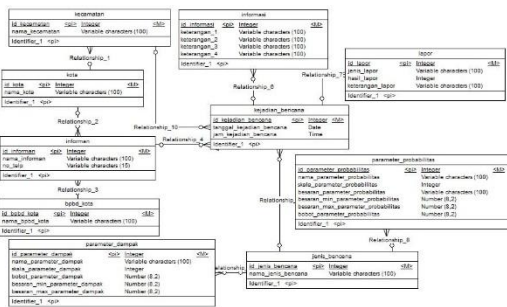 kecamatan
id_kecamatan <pi> Integer <M>
nama_kecamatan Variable characters (100)
Identifier_1 <pi>
Relationship_1
kota
id_kota <pi> Integer <M>
nama_kota Variable characters (100)
Identifier_1 <pi>
Relationship_2
informan
id_informan <pi> Integer <M>
nama_informan Variable characters (100)
no_telp Variable characters (15)
Identifier_1 <pi>
Relationship_3
bpbd_kota
id_bpbd_kota <pi> Integer <M>
nama_bpbd_kota Variable characters (100)
Identifier_1 <pi>
parameter_dampak
id_parameter_dampak <pi> Integer <M>
nama_parameter_dampak Variable characters (100)
skala_parameter_dampak Integer
bobot_parameter_dampak Number (8,2)
besaran_min_parameter_dampak Number (8,2)
besaran_max_parameter_dampak Number (8,2)
Identifier_1 <pi>
informasi
id_informasi <pi> Integer <M>
keterangan_1 Variable characters (100)
keterangan_2 Variable characters (100)
keterangan_3 Variable characters (100)
keterangan_4 Variable characters (100)
Identifier_1 <pi>
Relationship_6
Relationship_10
Relationship_4
kejadian_bencana
id_kejadian_bencana <pi> Integer <M>
tanggal_kejadian_bencana Date
jam_kejadian_bencana Time
Identifier_1 <pi>
lapor
id_lapor <pi> Integer <M>
jenis_lapor Variable characters (100)
hasil_lapor Integer
keterangan_lapor Variable characters (100)
Identifier_1 <pi>
parameter_probabilitas
id_parameter_probabilitas <pi> Integer <M>
nama_parameter_probabilitas Variable characters (100)
skala_parameter_probabilitas Integer
besaran_parameter_probabilitas Variable characters (100)
besaran_min_parameter_probabilitas Number (8,2)
besaran_max_parameter_probabilitas Number (8,2)
bobot_parameter_probabilitas Number (8,2)
Identifier_1 <pi>
Relationship_8
jenis_bencana
id_jenis_bencana <pi> Integer <M>
nama_jenis_bencana Variable characters (100)
Identifier_1 <pi>